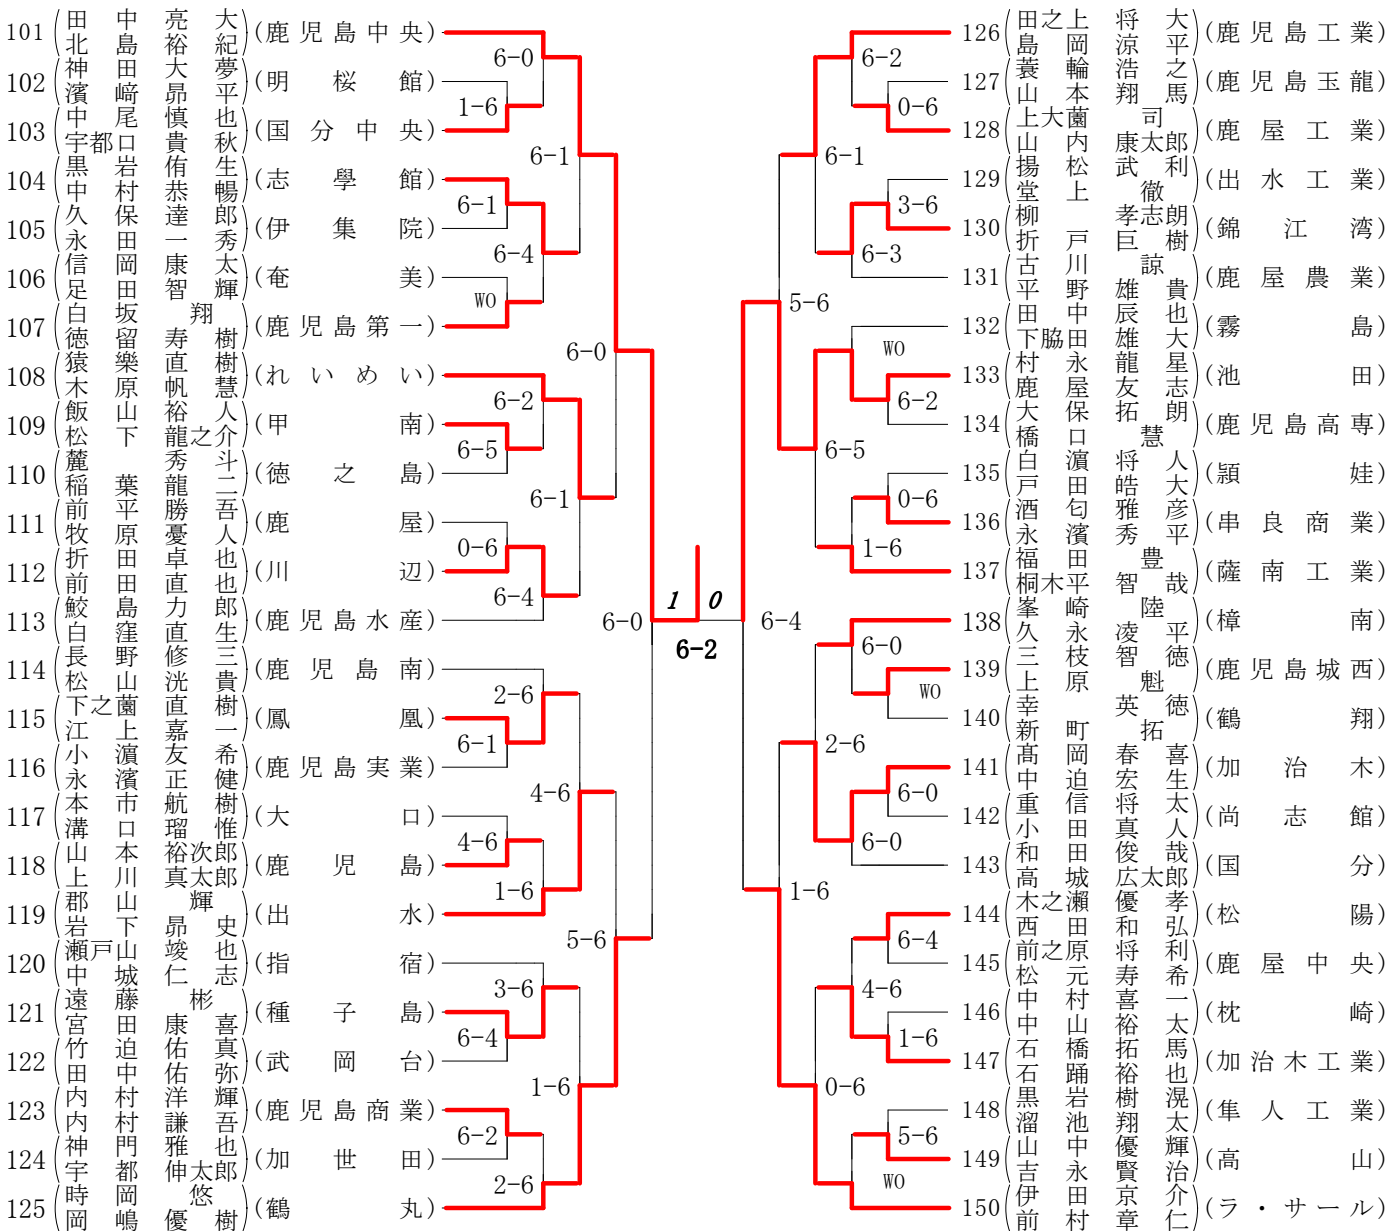 101 田中亮大 北島裕紀 (鹿児島中央)
102 神田大夢 濱﨑昴平 (明桜館)
103 中尾慎也 宇都口貴秋 (国分中央)
104 黒岩侑生 中村恭暢 (志學館)
105 久保達郎 永田一秀 (伊集院)
106 信岡康太 足田智輝 (奄美)
107 白坂翔 徳留寿樹 (鹿児島第一)
108 猿樂直樹 木原帆慧 (れいめい)
109 飯山裕人 松下龍之介 (甲南)
110 麓秀斗 稲葉龍二 (徳之島)
111 前平勝吾 牧原憂人 (鹿屋)
112 折田卓也 前田直也 (川辺)
113 鮫島力郎 白窪直生 (鹿児島水産)
114 長野修三 松山洸貴 (鹿児島南)
115 下之薗直樹 江上嘉一 (鳳凰)
116 小濵友希 永濱正健 (鹿児島実業)
117 本市航樹 溝口瑠惟 (大口)
118 山本裕次郎 上川真太郎 (鹿児島)
119 郡山輝 岩下昴史 (出水)
120 瀬戸山竣也 中城仁志 (指宿)
121 遠藤彬 宮田康喜 (種子島)
122 竹迫佑真 田中佑弥 (武岡台)
123 内村洋輝 内村謙吾 (鹿児島商業)
124 神門雅也 宇都伸太郎 (加世田)
125 時岡悠 岡嶋優樹 (鶴丸)
6-0
1-6
6-1
6-1
6-4
WO
6-0
6-2
6-5
6-1
0-6
6-4
6-0
2-6
6-1
4-6
4-6
1-6
5-6
3-6
6-4
1-6
6-2
2-6
1 0
6-2
126 田之上将大 島岡涼平 (鹿児島工業)
127 蓑輪浩之 山本翔馬 (鹿児島玉龍)
128 上大薗司 山内康太郎 (鹿屋工業)
129 揚松武利 堂上徹 (出水工業)
130 柳孝志朗 折戸巨樹 (錦江湾)
131 古川諒 平野雄貴 (鹿屋農業)
132 田中辰也 下脇田雄大 (霧島)
133 村永龍星 鹿屋友志 (池田)
134 大保拓朗 橋口慧 (鹿児島高専)
135 白濵将人 戸田皓大 (頴娃)
136 酒匂雅彦 永濱秀平 (串良商業)
137 福田豊 桐木平智哉 (薩南工業)
138 峯崎陸 久永凌平 (樟南)
139 三枝智徳 上原魁 (鹿児島城西)
140 幸英徳 新町拓 (鶴翔)
141 髙岡春喜 中迫宏生 (加治木)
142 重信将太 小田真人 (尚志館)
143 和田俊哉 高城広太郎 (国分)
144 木之瀬優孝 西田和弘 (松陽)
145 前之原将利 松元寿希 (鹿屋中央)
146 中村喜一 中山裕太 (枕崎)
147 石橋拓馬 石踊裕也 (加治木工業)
148 黒岩樹滉 溜池翔太 (隼人工業)
149 山中優輝 吉永賢治 (高山)
150 伊田京介 前村章仁 (ラ・サール)
6-2
0-6
6-1
3-6
6-3
5-6
WO
6-2
6-5
0-6
1-6
6-4
6-0
WO
2-6
6-0
6-0
1-6
6-4
4-6
1-6
0-6
5-6
WO